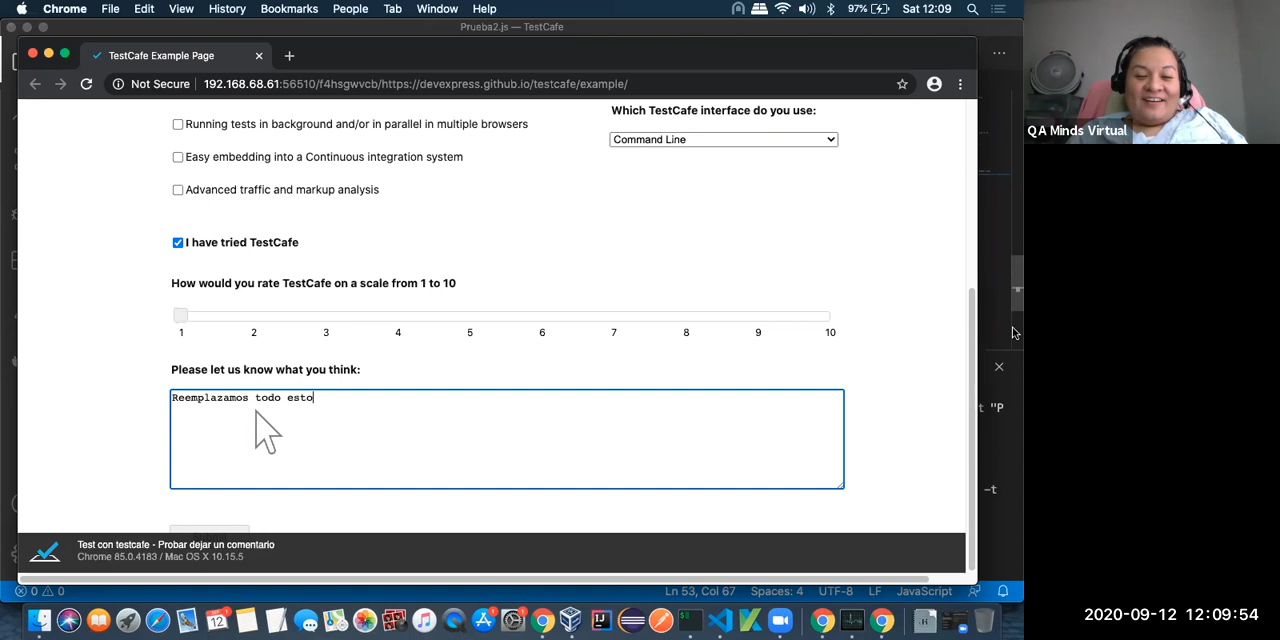 Chrome File Edit View History Bookmarks People Tab Window Help 97% Sat 12:09
Prueba2.js — TestCafe
TestCafe Example Page
Not Secure 192.168.68.61:56510/f4hsgwvcb/https://devexpress.github.io/testcafe/example/
QA Minds Virtual
Which TestCafe interface do you use:
Running tests in background and/or in parallel in multiple browsers
Command Line
Easy embedding into a Continuous integration system
Advanced traffic and markup analysis
I have tried TestCafe
How would you rate TestCafe on a scale from 1 to 10
1 2 3 4 5 6 7 8 9 10
Please let us know what you think:
Reemplazamos todo esto
t "P
-t
Test con testcafe - Probar dejar un comentario
Chrome 85.0.4183 / Mac OS X 10.15.5
0 0 Ln 53, Col 67 Spaces: 4 UTF-8 LF JavaScript
12
2020-09-12 12:09:54